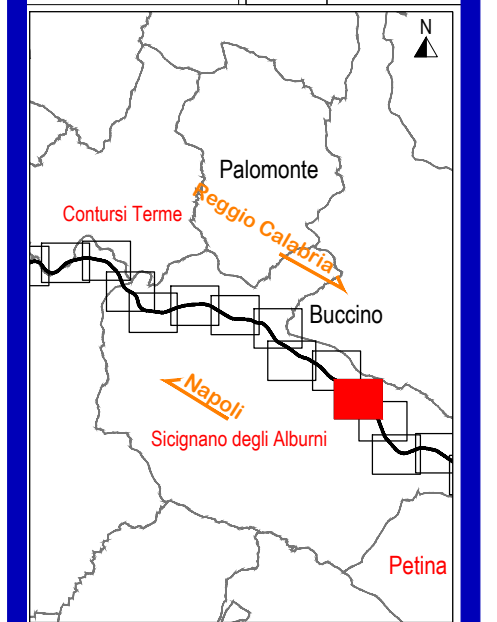 N
Palomonte
Reggio Calabria
Contursi Terme
Buccino
Napoli
Sicignano degli Alburni
Petina